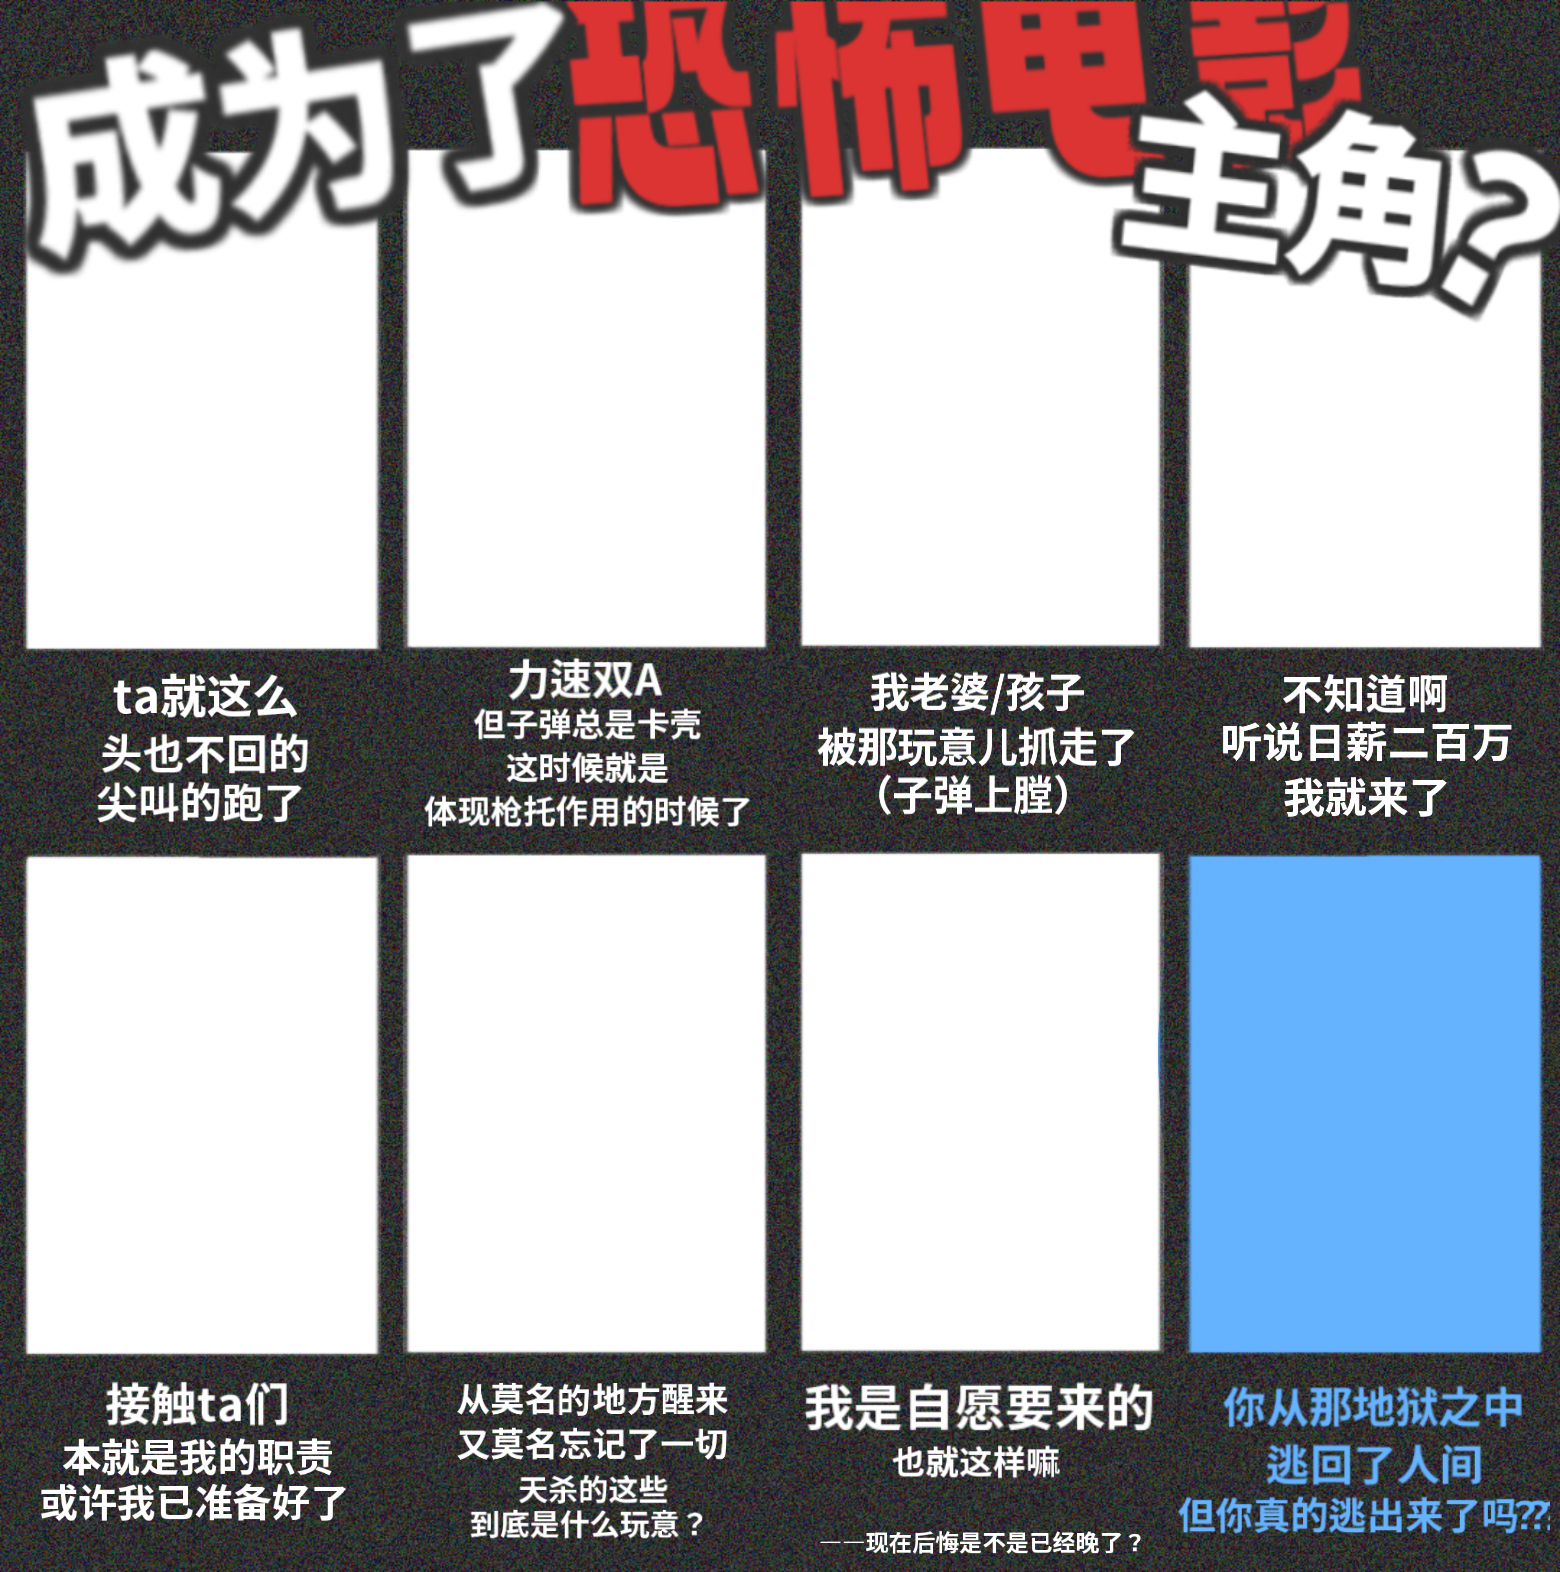 成为了恐怖电影
主角?
ta就这么
头也不回的
尖叫的跑了
力速双A
但子弹总是卡壳
这时候就是
体现枪托作用的时候了
我老婆/孩子
被那玩意儿抓走了
（子弹上膛）
不知道啊
听说日薪二百万
我就来了
接触ta们
本就是我的职责
或许我已准备好了
从莫名的地方醒来
又莫名忘记了一切
天杀的这些
到底是什么玩意？
我是自愿要来的
也就这样嘛
——现在后悔是不是已经晚了？
你从那地狱之中
逃回了人间
但你真的逃出来了吗???